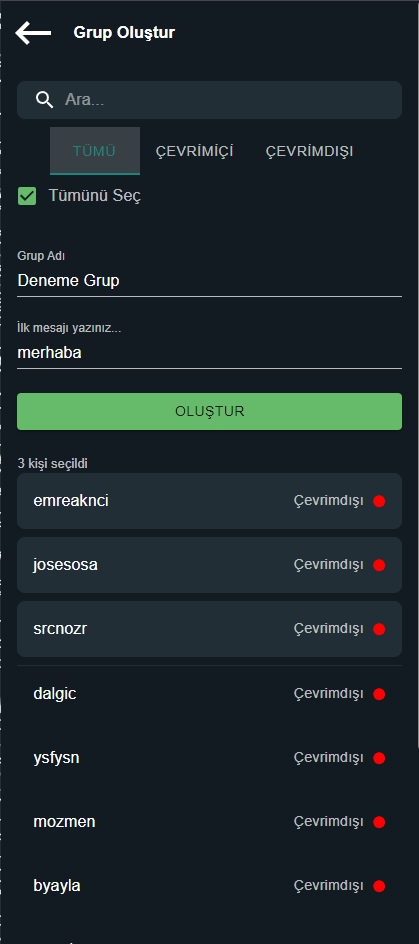 Grup Oluştur
Ara...
TÜMÜ ÇEVRİMİÇİ ÇEVRİMDIŞI
Tümünü Seç
Grup Adı
Deneme Grup
İlk mesajı yazınız...
merhaba
OLUŞTUR
3 kişi seçildi
emreaknci Çevrimdışı
josesosa Çevrimdışı
srcnozr Çevrimdışı
dalgic Çevrimdışı
ysfysn Çevrimdışı
mozmen Çevrimdışı
byayla Çevrimdışı